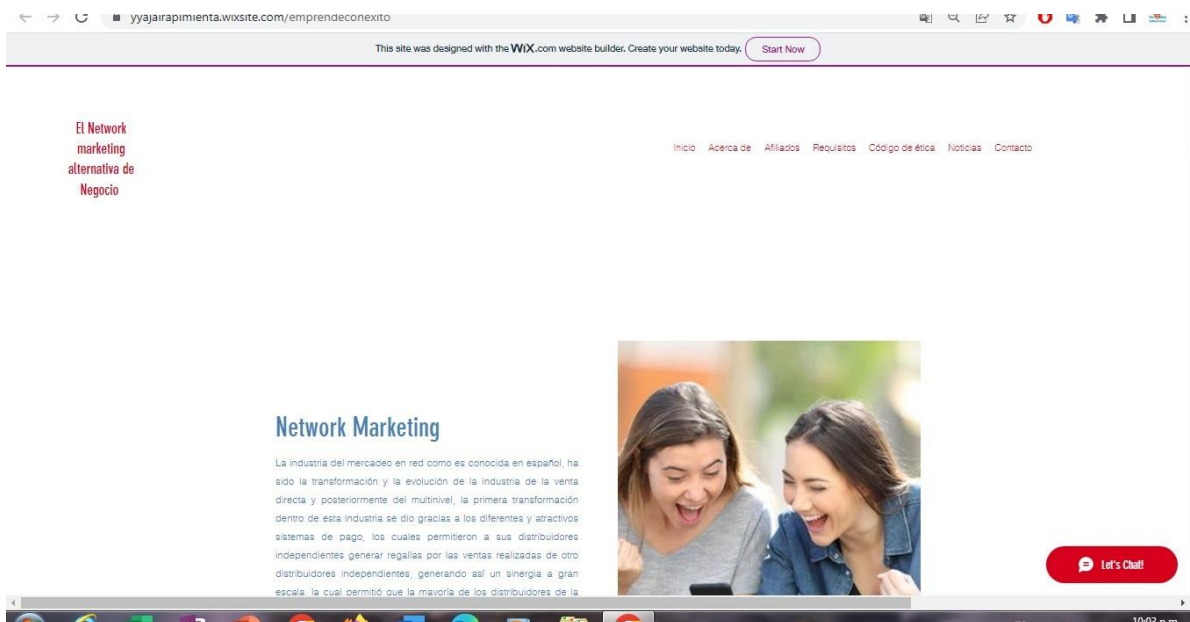 yyajairapimienta.wixsite.com/emprendeconexito
This site was designed with the WiX.com website builder. Create your website today. Start Now
El Network
marketing
alternativa de
Negocio
Inicio Acerca de Afiliados Requisitos Código de ética Noticias Contacto
Network Marketing
La industria del mercadeo en red como es conocida en español, ha
sido la transformación y la evolución de la industria de la venta
directa y posteriormente del multinivel, la primera transformación
dentro de esta industria se dio gracias a los diferentes y atractivos
sistemas de pago, los cuales permitieron a sus distribuidores
independientes generar regalías por las ventas realizadas de otro
distribuidores independientes, generando así un sinergia a gran
escala, la cual permitió que la mayoría de los distribuidores de la
Let's Chat!
10:03 p.m.